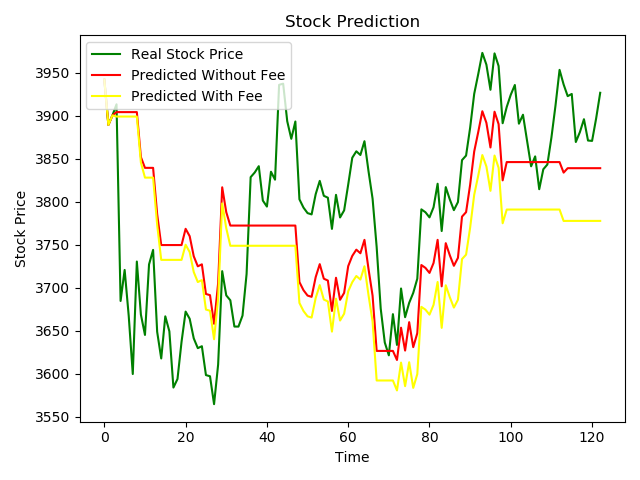 Stock Prediction
Real Stock Price
Predicted Without Fee
Predicted With Fee
Stock Price
3950
3900
3850
3800
3750
3700
3650
3600
3550
0 20 40 60 80 100 120
Time